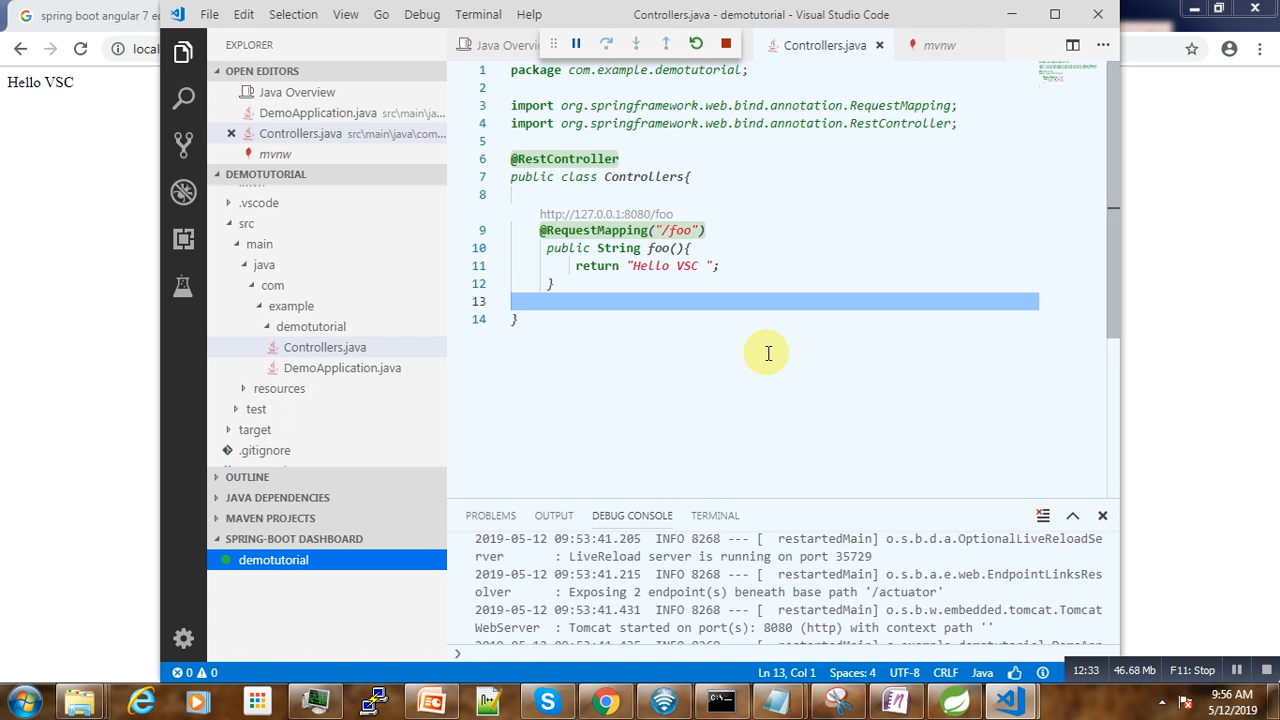 spring boot angular 7 ed
File Edit Selection View Go Debug Terminal Help
Controllers.java - demotutorial - Visual Studio Code
local
Hello VSC
EXPLORER
OPEN EDITORS
Java Overview
DemoApplication.java src\main\ja...
Controllers.java src\main\java\com...
mvnw
DEMOTUTORIAL
.vscode
src
main
java
com
example
demotutorial
Controllers.java
DemoApplication.java
resources
test
target
.gitignore
OUTLINE
JAVA DEPENDENCIES
MAVEN PROJECTS
SPRING-BOOT DASHBOARD
demotutorial
Java Overvi
Controllers.java
mvnw
1 package com.example.demotutorial;
2
3 import org.springframework.web.bind.annotation.RequestMapping;
4 import org.springframework.web.bind.annotation.RestController;
5
6 @RestController
7 public class Controllers{
8
http://127.0.0.1:8080/foo
9 @RequestMapping("/foo")
10 public String foo(){
11 return "Hello VSC ";
12 }
13
14 }
PROBLEMS OUTPUT DEBUG CONSOLE TERMINAL
2019-05-12 09:53:41.205 INFO 8268 --- [ restartedMain] o.s.b.d.a.OptionalLiveReloadSe
rver : LiveReload server is running on port 35729
2019-05-12 09:53:41.215 INFO 8268 --- [ restartedMain] o.s.b.a.e.web.EndpointLinksRes
olver : Exposing 2 endpoint(s) beneath base path '/actuator'
2019-05-12 09:53:41.431 INFO 8268 --- [ restartedMain] o.s.b.w.embedded.tomcat.Tomcat
WebServer : Tomcat started on port(s): 8080 (http) with context path ''
0 0
Ln 13, Col 1 Spaces: 4 UTF-8 CRLF Java
12:33 46.68 Mb F11: Stop
9:56 AM
5/12/2019